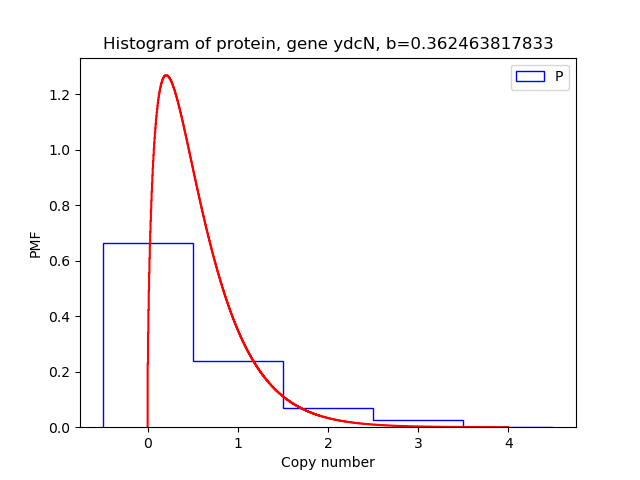 Histogram of protein, gene ydcN, b=0.362463817833
P
1.2
1.0
0.8
0.6
0.4
0.2
0.0
PMF
0 1 2 3 4
Copy number